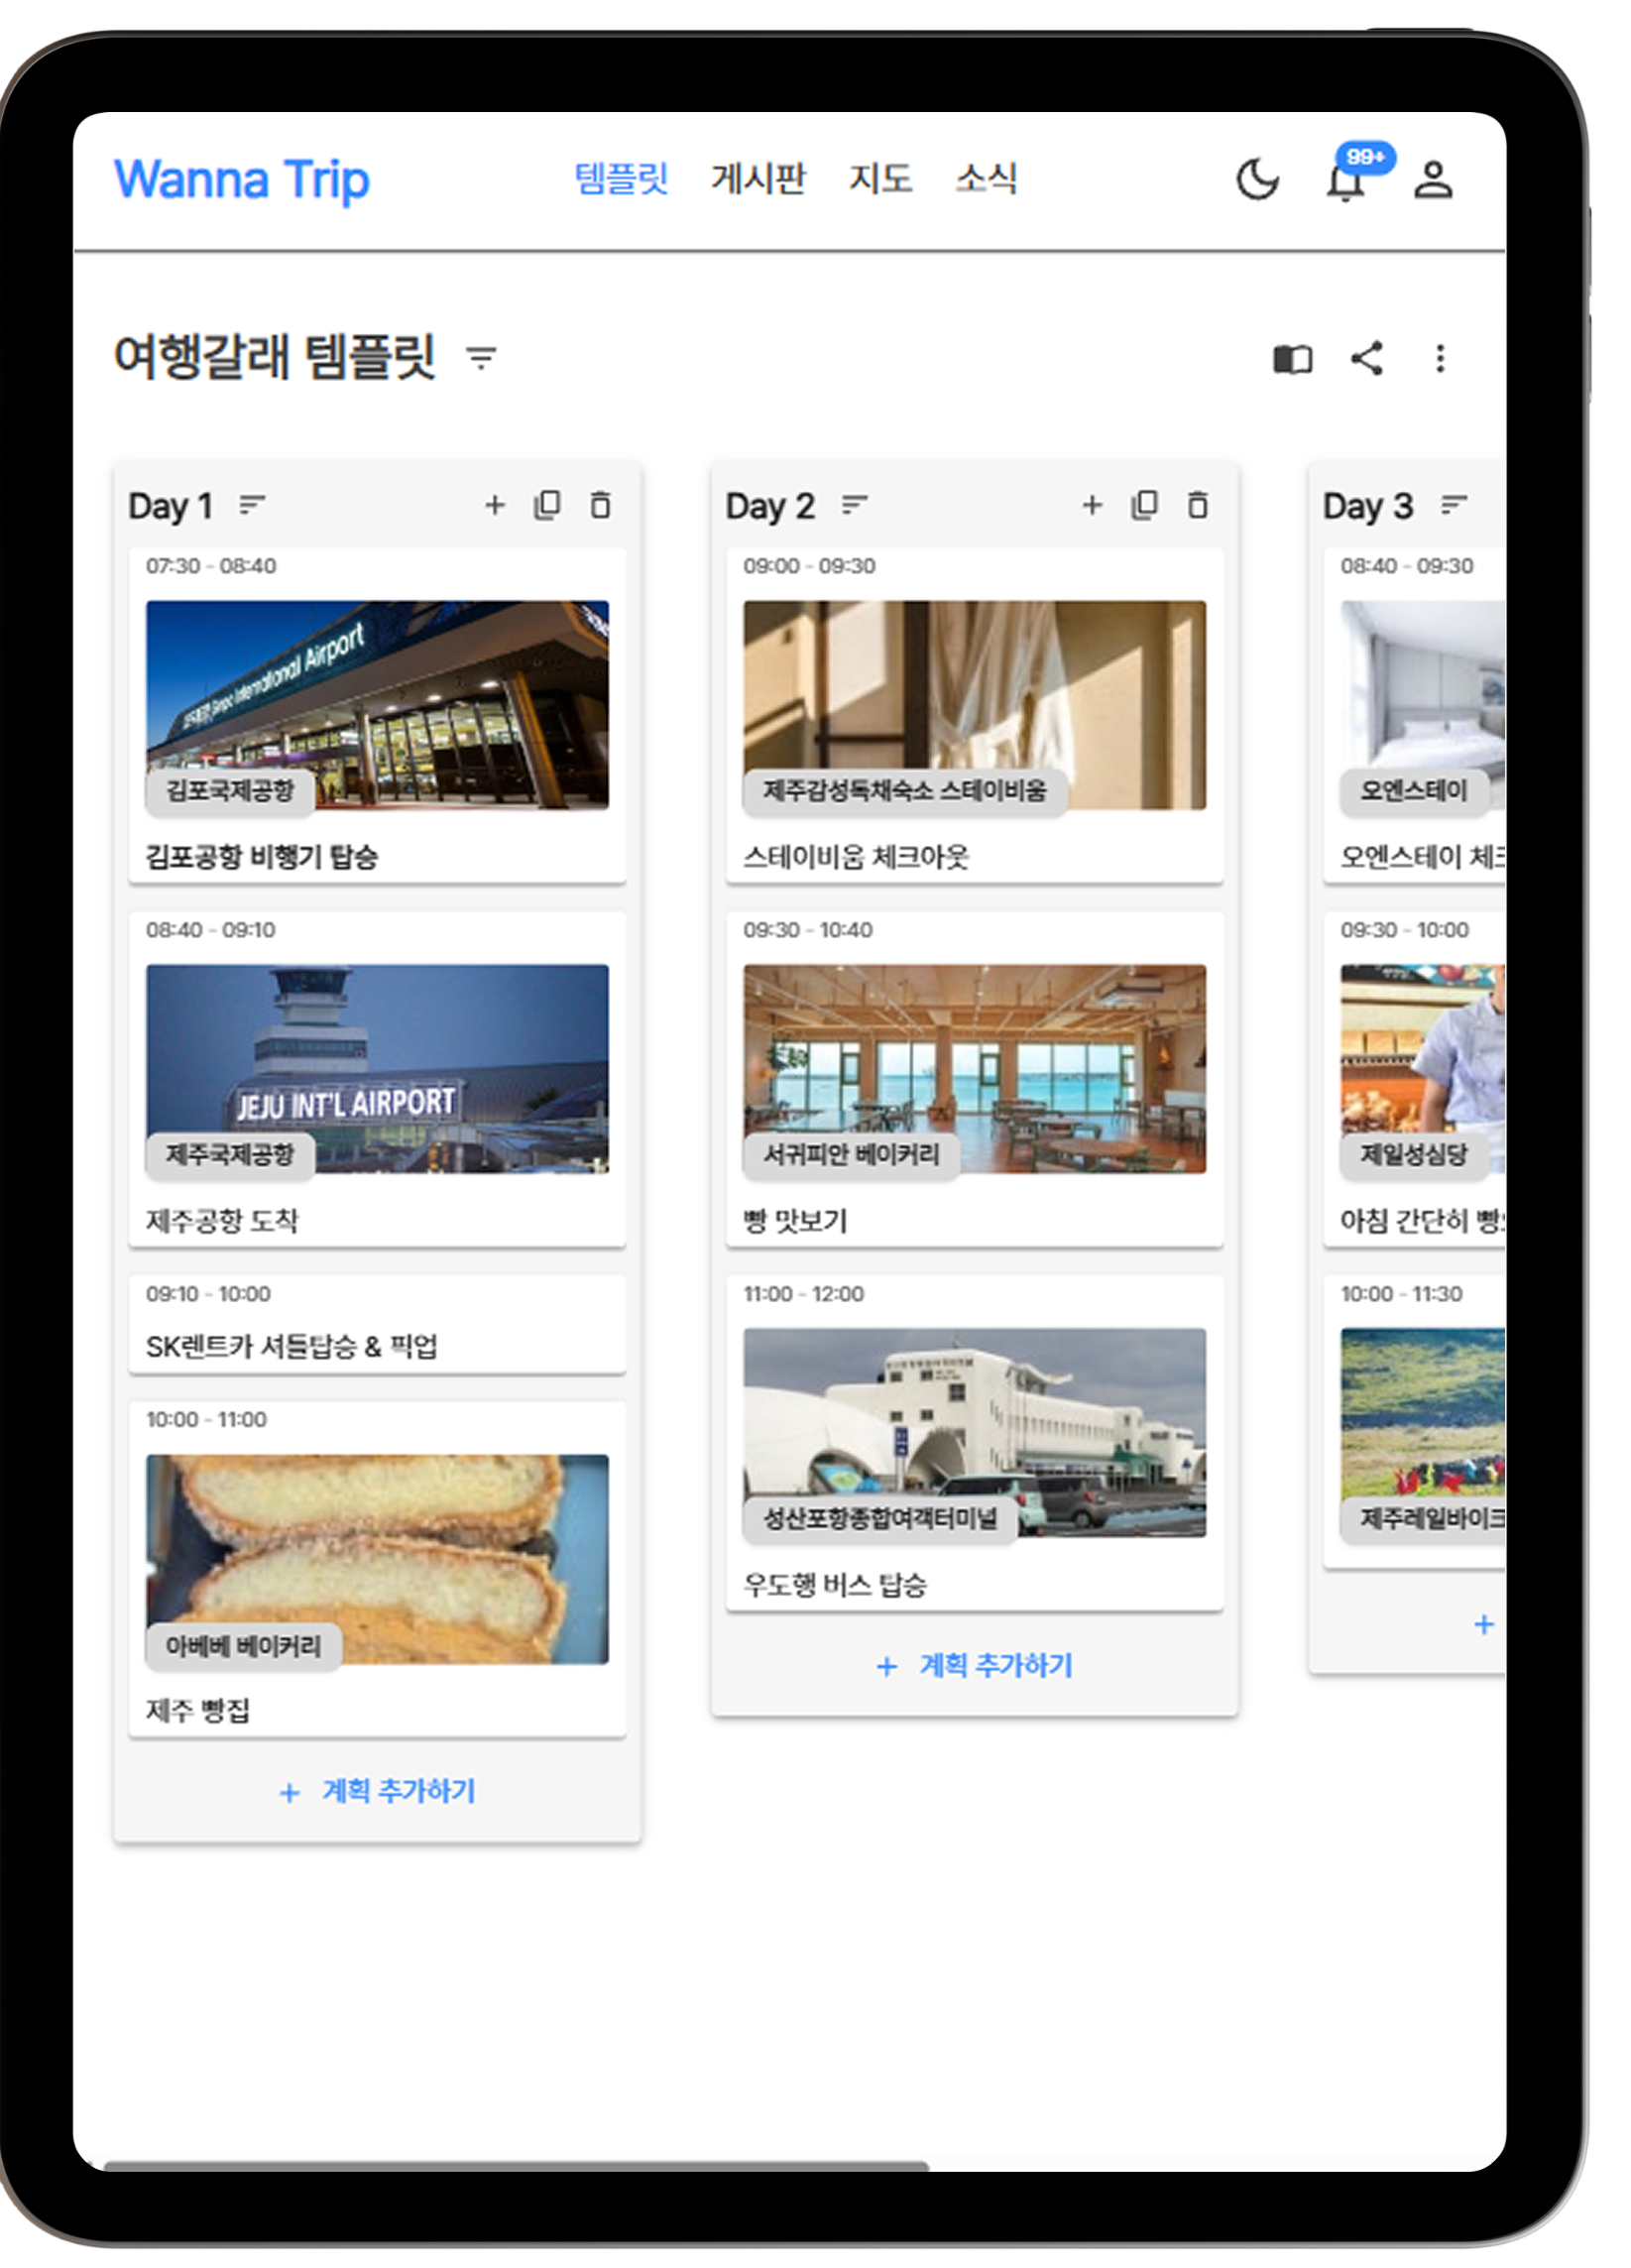 Wanna Trip
템플릿 게시판 지도 소식
99+
여행갈래 템플릿
Day 1
07:30 - 08:40
Gimpo International Airport
김포국제공항
김포공항 비행기 탑승
08:40 - 09:10
JEJU INT'L AIRPORT
제주국제공항
제주공항 도착
09:10 - 10:00
SK렌트카 셔틀탑승 & 픽업
10:00 - 11:00
아베베 베이커리
제주 빵집
+ 계획 추가하기
Day 2
09:00 - 09:30
제주감성독채숙소 스테이비움
스테이비움 체크아웃
09:30 - 10:40
서귀피안 베이커리
빵 맛보기
11:00 - 12:00
성산포항종합여객터미널
우도행 버스 탑승
+ 계획 추가하기
Day 3
08:40 - 09:30
오엔스테이
오엔스테이 체
09:30 - 10:00
제일성심당
아침 간단히 빵
10:00 - 11:30
제주레일바이크
+